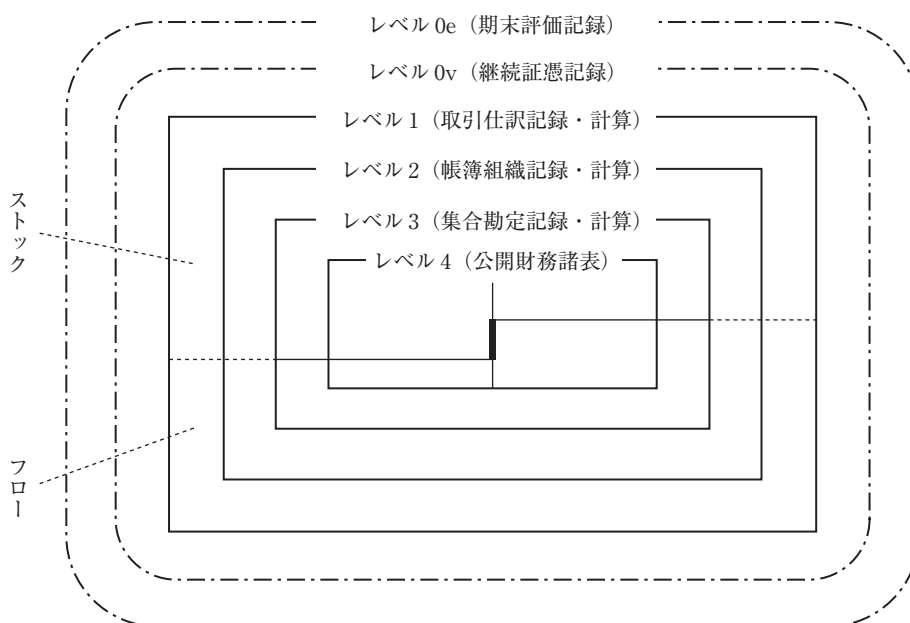 レベル 0e(期末評価記録)
レベル 0v(継続証憑記録)
レベル 1(取引仕訳記録・計算)
レベル 2(帳簿組織記録・計算)
レベル 3(集合勘定記録・計算)
レベル 4(公開財務諸表)
ストック
フロー